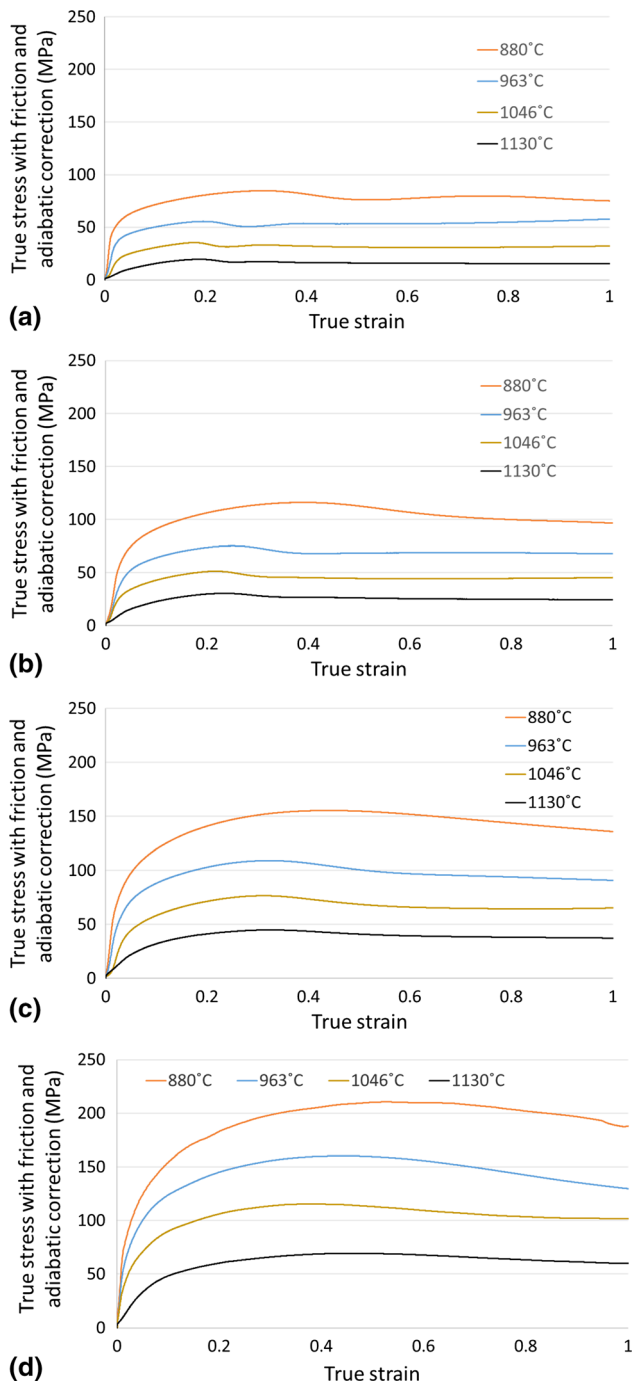 250
200
150
100
50
0
True stress with friction and
adiabatic correction (MPa)
880˚C
963˚C
1046˚C
1130˚C
0 0.2 0.4 0.6 0.8 1
True strain
(a)
250
200
150
100
50
0
True stress with friction and
adiabatic correction (MPa)
880˚C
963˚C
1046˚C
1130˚C
0 0.2 0.4 0.6 0.8 1
True strain
(b)
250
200
150
100
50
0
True stress with friction and
adiabatic correction (MPa)
880˚C
963˚C
1046˚C
1130˚C
0 0.2 0.4 0.6 0.8 1
True strain
(c)
250
200
150
100
50
0
True stress with friction and
adiabatic correction (MPa)
880˚C 963˚C 1046˚C 1130˚C
0 0.2 0.4 0.6 0.8 1
True strain
(d)